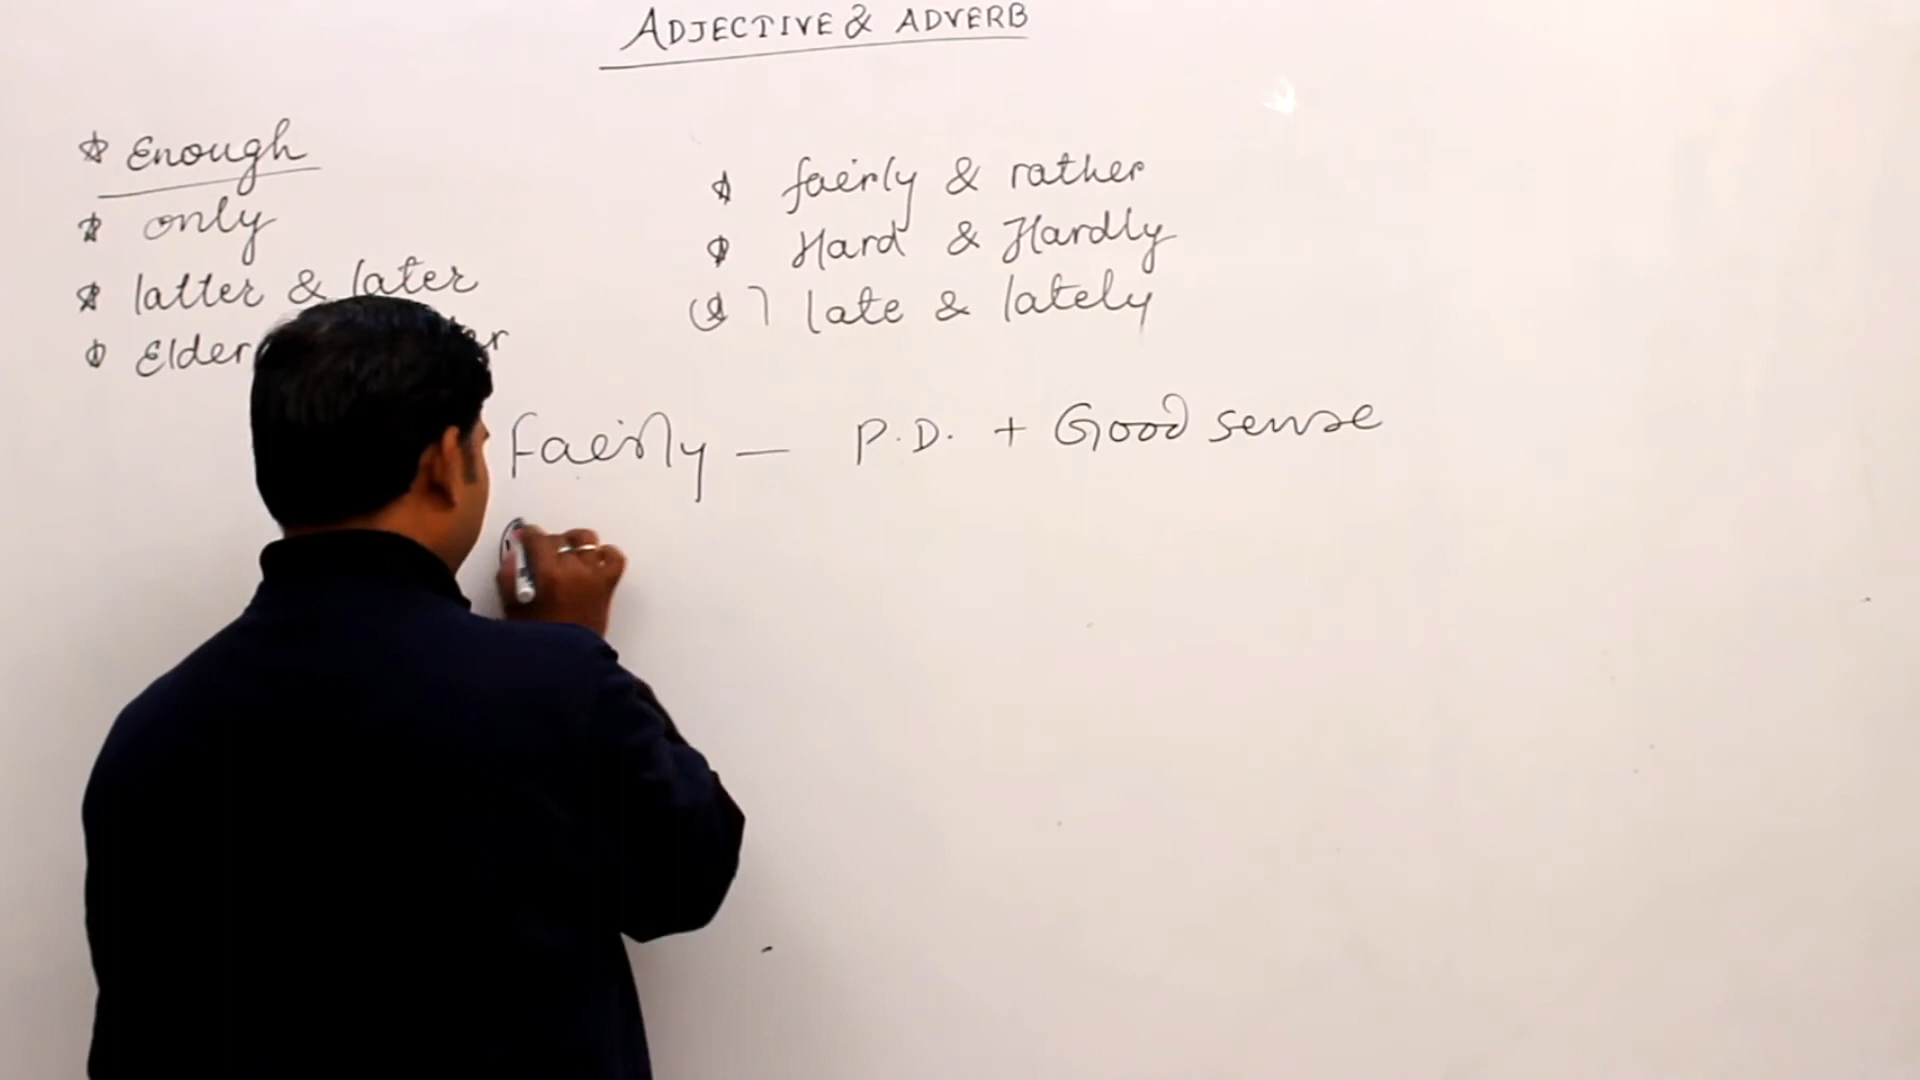 ADJECTIVE & ADVERB
* Enough
* only
* latter & later
* Elder
* fairly & rather
* Hard & Hardly
(*) late & lately
Fairly — P.D. + Good sense